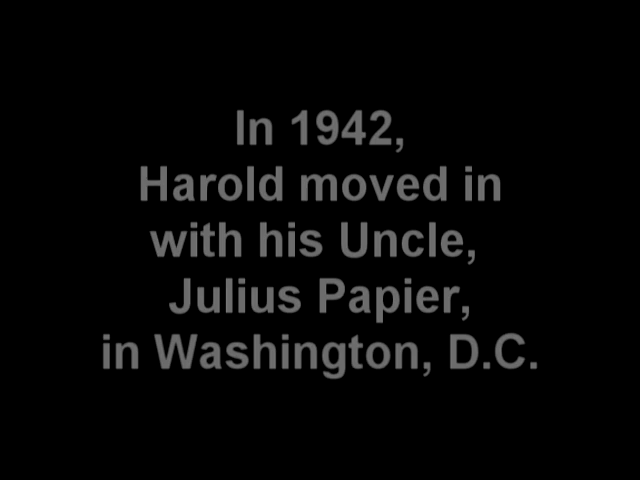 In 1942,
Harold moved in
with his Uncle,
Julius Papier,
in Washington, D.C.